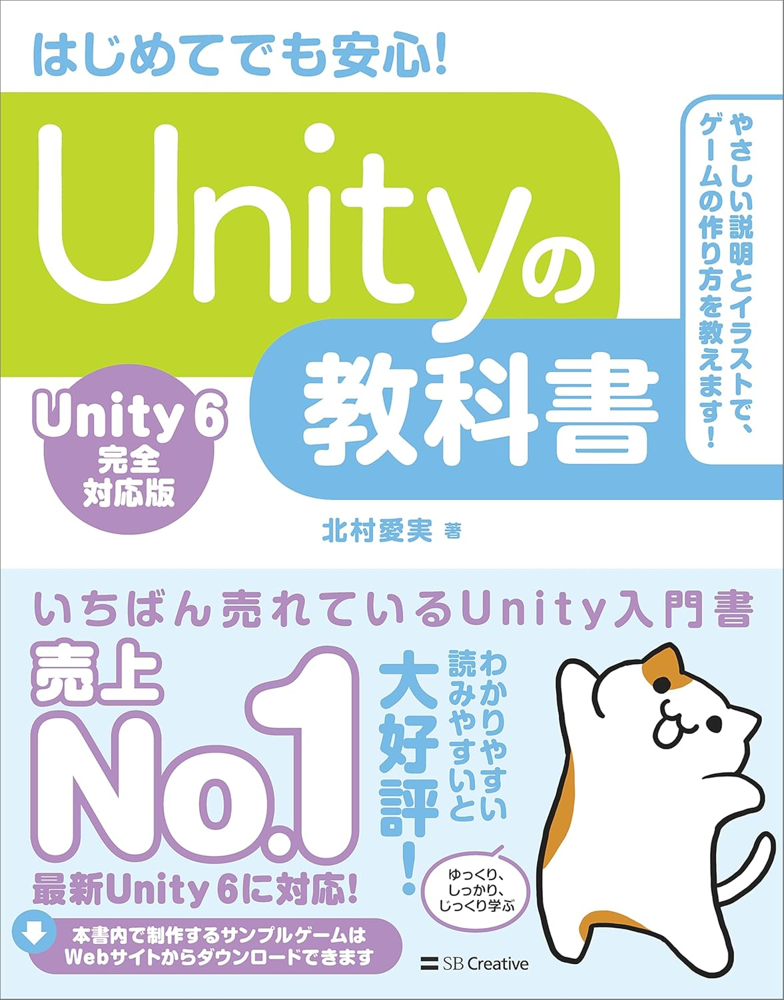 はじめてでも安心!
Unityの
教科書
やさしい説明とイラストで、
ゲームの作り方を教えます!
Unity 6
完全
対応版
北村愛実 著
いちばん売れているUnity入門書
売上
No.1
最新Unity 6に対応!
わかりやすい
読みやすいと
大好評!
ゆっくり、
しっかり、
じっくり学ぶ
本書内で制作するサンプルゲームは
Webサイトからダウンロードできます
SB Creative